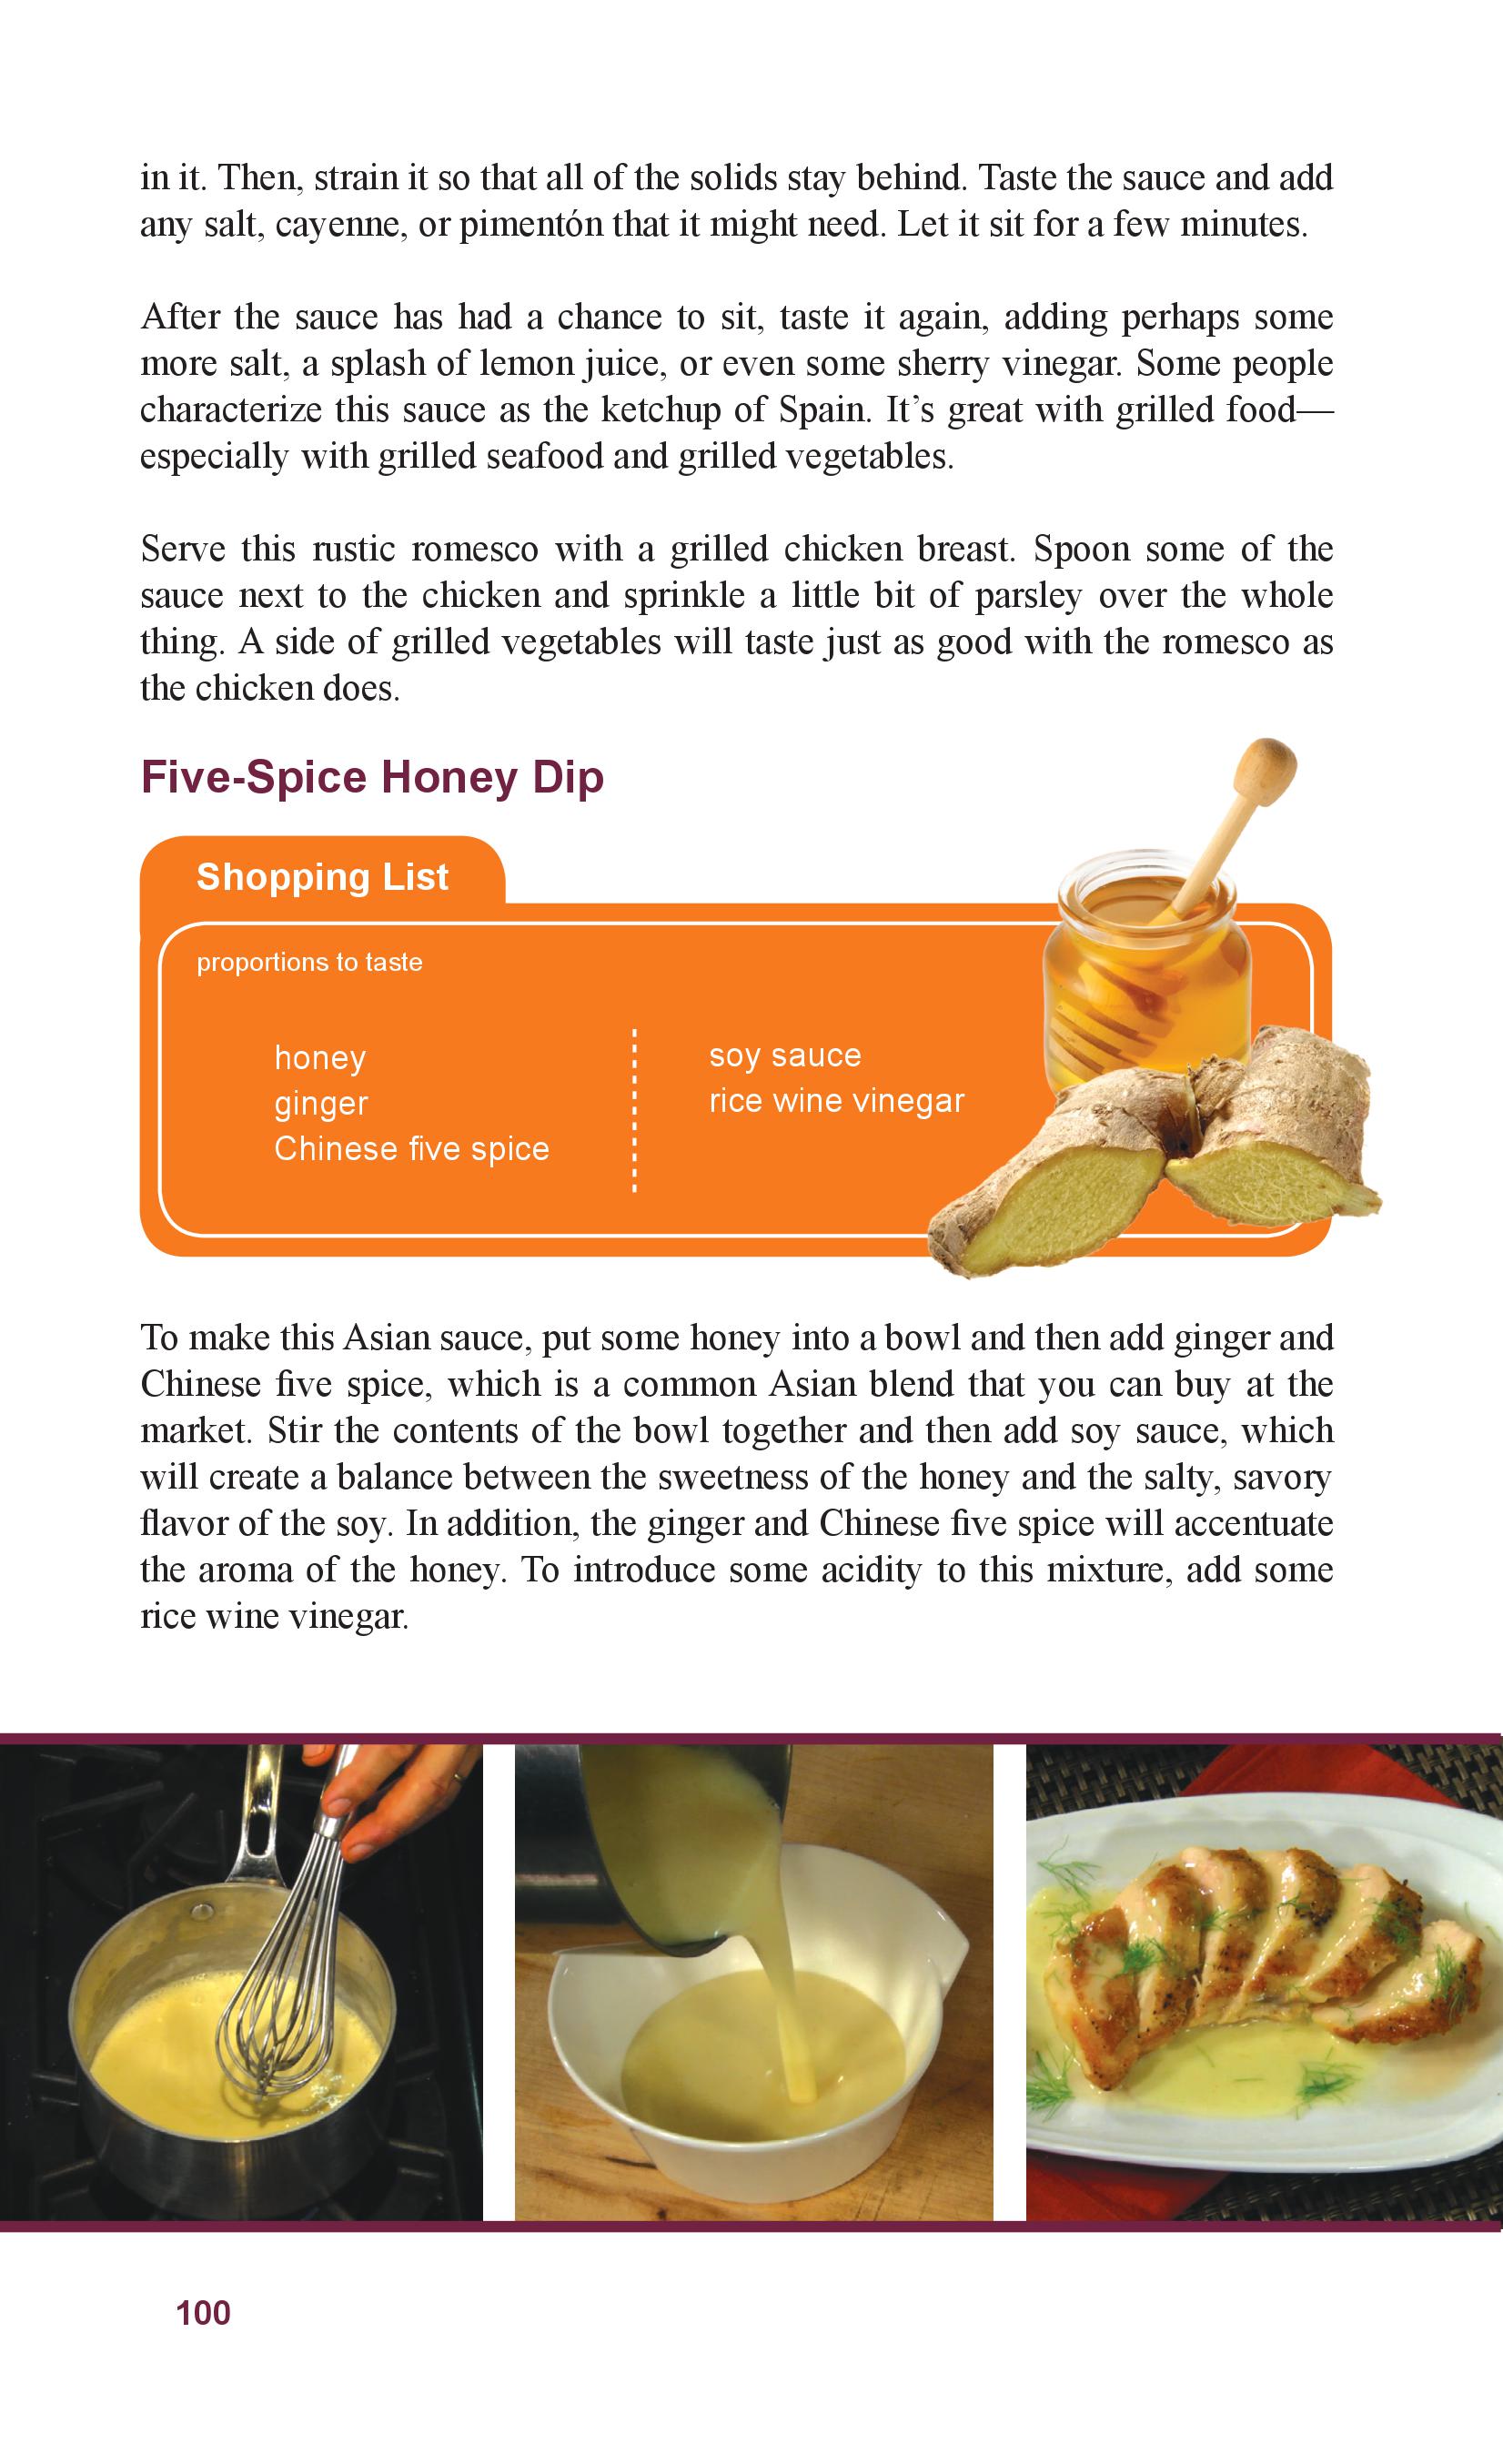 in it. Then, strain it so that all of the solids stay behind. Taste the sauce and add
any salt, cayenne, or pimentón that it might need. Let it sit for a few minutes.
After the sauce has had a chance to sit, taste it again, adding perhaps some
more salt, a splash of lemon juice, or even some sherry vinegar. Some people
characterize this sauce as the ketchup of Spain. It’s great with grilled food—
especially with grilled seafood and grilled vegetables.
Serve this rustic romesco with a grilled chicken breast. Spoon some of the
sauce next to the chicken and sprinkle a little bit of parsley over the whole
thing. A side of grilled vegetables will taste just as good with the romesco as
the chicken does.
Five-Spice Honey Dip
Shopping List
proportions to taste
honey
ginger
Chinese five spice
soy sauce
rice wine vinegar
To make this Asian sauce, put some honey into a bowl and then add ginger and
Chinese five spice, which is a common Asian blend that you can buy at the
market. Stir the contents of the bowl together and then add soy sauce, which
will create a balance between the sweetness of the honey and the salty, savory
flavor of the soy. In addition, the ginger and Chinese five spice will accentuate
the aroma of the honey. To introduce some acidity to this mixture, add some
rice wine vinegar.
100